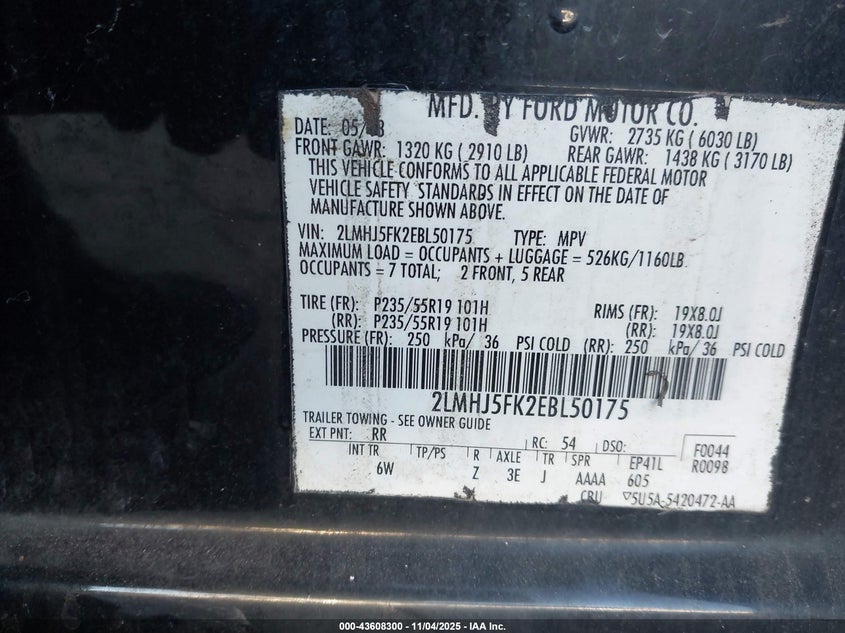 MFD. BY FORD MOTOR CO.
DATE: 05/ 3 GVWR: 2735 KG ( 6030 LB)
FRONT GAWR: 1320 KG ( 2910 LB) REAR GAWR: 1438 KG ( 3170 LB)
THIS VEHICLE CONFORMS TO ALL APPLICABLE FEDERAL MOTOR
VEHICLE SAFETY STANDARDS IN EFFECT ON THE DATE OF
MANUFACTURE SHOWN ABOVE.
VIN: 2LMHJ5FK2EBL50175 TYPE: MPV
MAXIMUM LOAD = OCCUPANTS + LUGGAGE = 526KG/1160LB
OCCUPANTS = 7 TOTAL; 2 FRONT, 5 REAR
TIRE (FR): P235/55R19 101H RIMS (FR): 19X8.0J
(RR): P235/55R19 101H (RR): 19X8.0J
PRESSURE (FR): 250 kPa/ 36 PSI COLD (RR): 250 kPa/ 36 PSI COLD
2LMHJ5FK2EBL50175
TRAILER TOWING - SEE OWNER GUIDE
EXT PNT: RR RC: 54 DSO: F0044
INT TR TP/PS R AXLE TR SPR EP41L R0098
6W Z 3E J AAAA 605
CBU ▽5U5A-5420472-AA
000-43608300 - 11/04/2025 - IAA Inc.